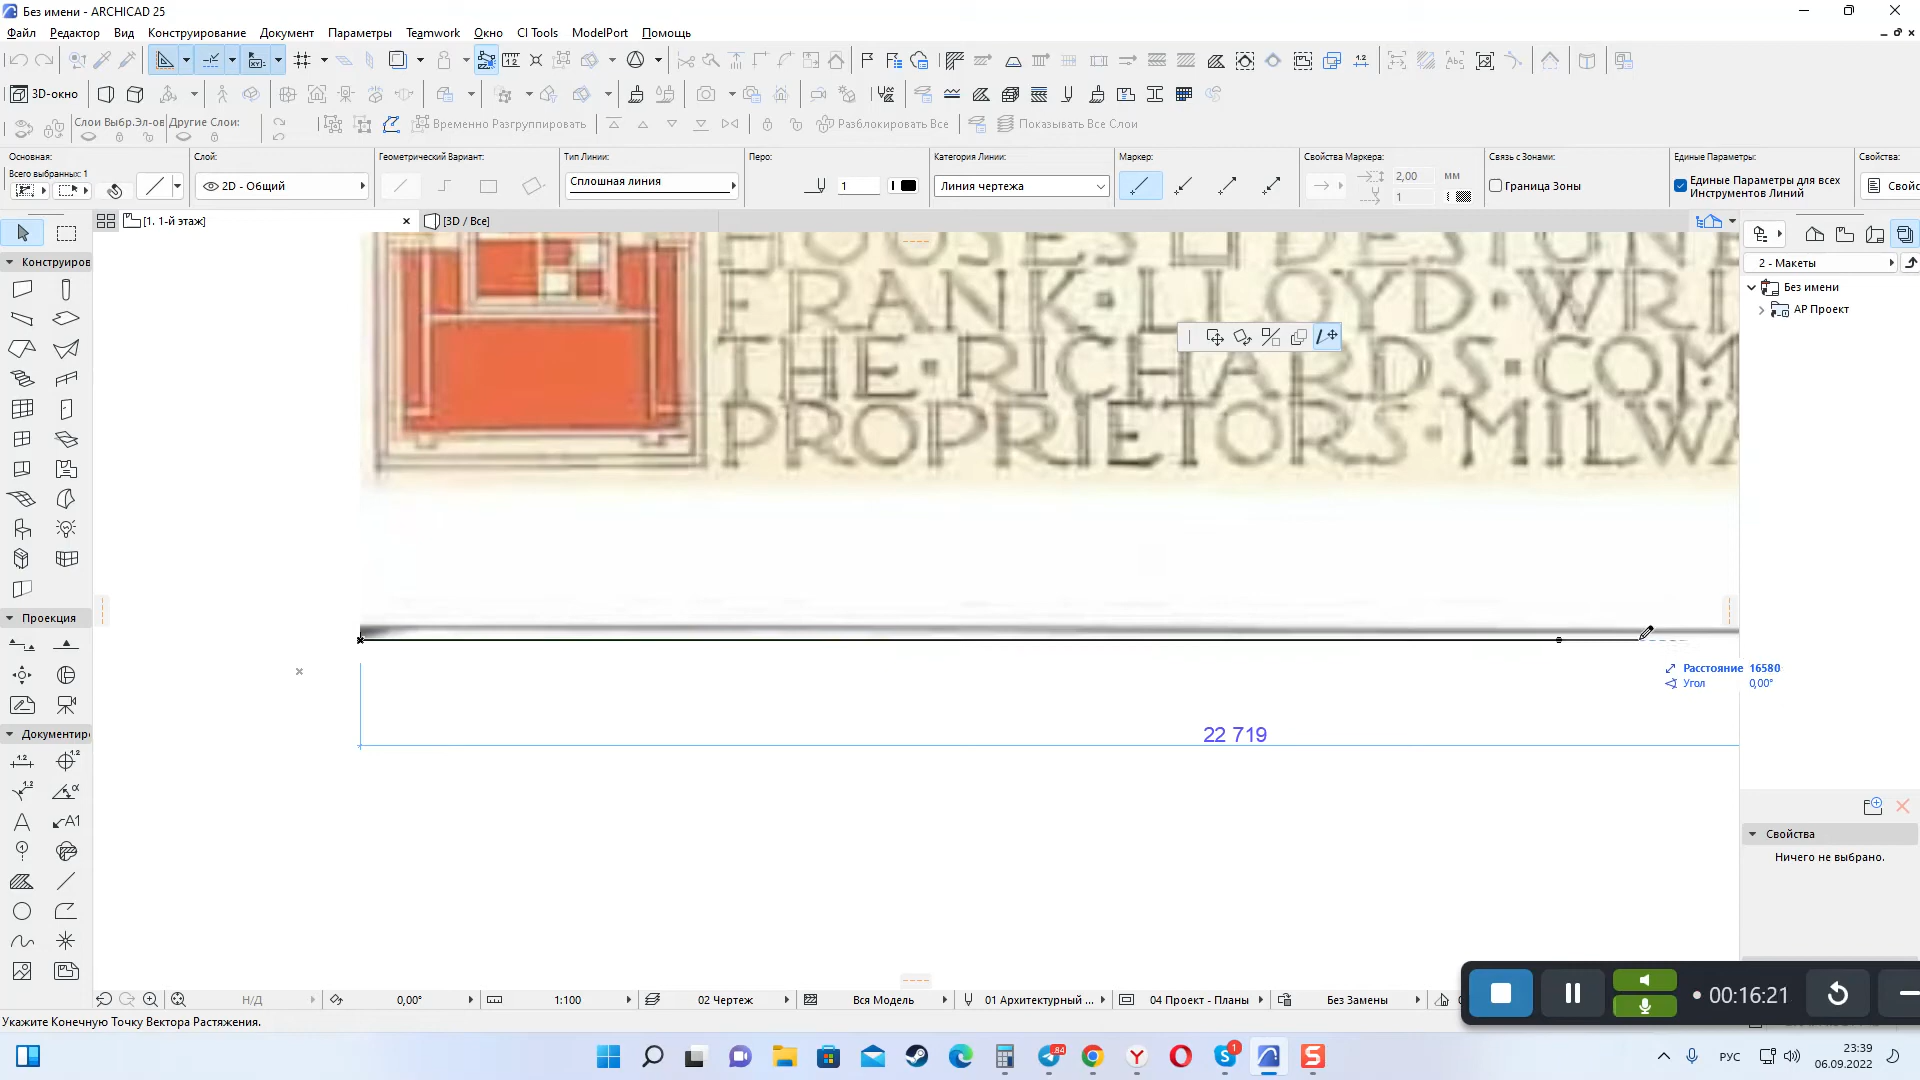 Без имени - ARCHICAD 25
Файл Редактор Вид Конструирование Документ Параметры Teamwork Окно CI Tools ModelPort Помощь
3D-окно
Слои Выбр.Эл-ов Другие Слои: Временно Разгруппировать Разблокировать Все Показывать Все Слои
Основная: Слой: Геометрический Вариант: Тип Линии: Перо: Категория Линии: Маркер: Свойства Маркера: Связь с Зонами: Единые Параметры: Свойства:
Всего выбранных: 1
2D - Общий
Сплошная линия
1
Линия чертежа
2,00 мм
1
Граница Зоны
Единые Параметры для всех Инструментов Линий
Свойс
[1. 1-й этаж] [3D / Все]
Конструиров
HOUSES DESIGNE
FRANK·LLOYD·WRI
THE·RICHARDS·COM
PROPRIETORS·MILWA
2 - Макеты
Без имени
АР Проект
Расстояние 16580
Угол 0,00°
22 719
Проекция
Документир
Свойства
Ничего не выбрано.
Н/Д 0,00° 1:100 02 Чертеж Вся Модель 01 Архитектурный ... 04 Проект - Планы Без Замены
00:16:21
Укажите Конечную Точку Вектора Растяжения.
84
1
РУС
23:39
06.09.2022